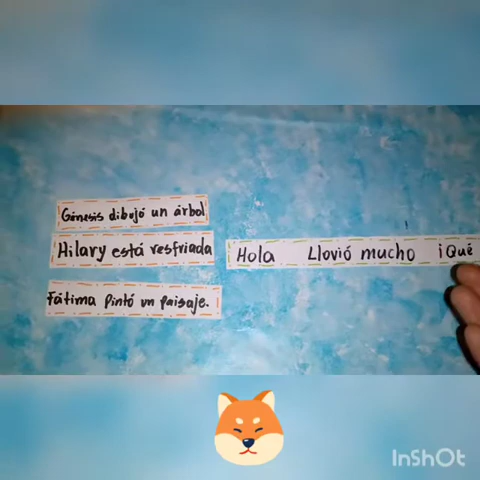 Génesis dibujó un árbol
Hilary está resfriada
Hola Llovió mucho ¡Qué
Fátima Pintó un paisaje.
InShOt